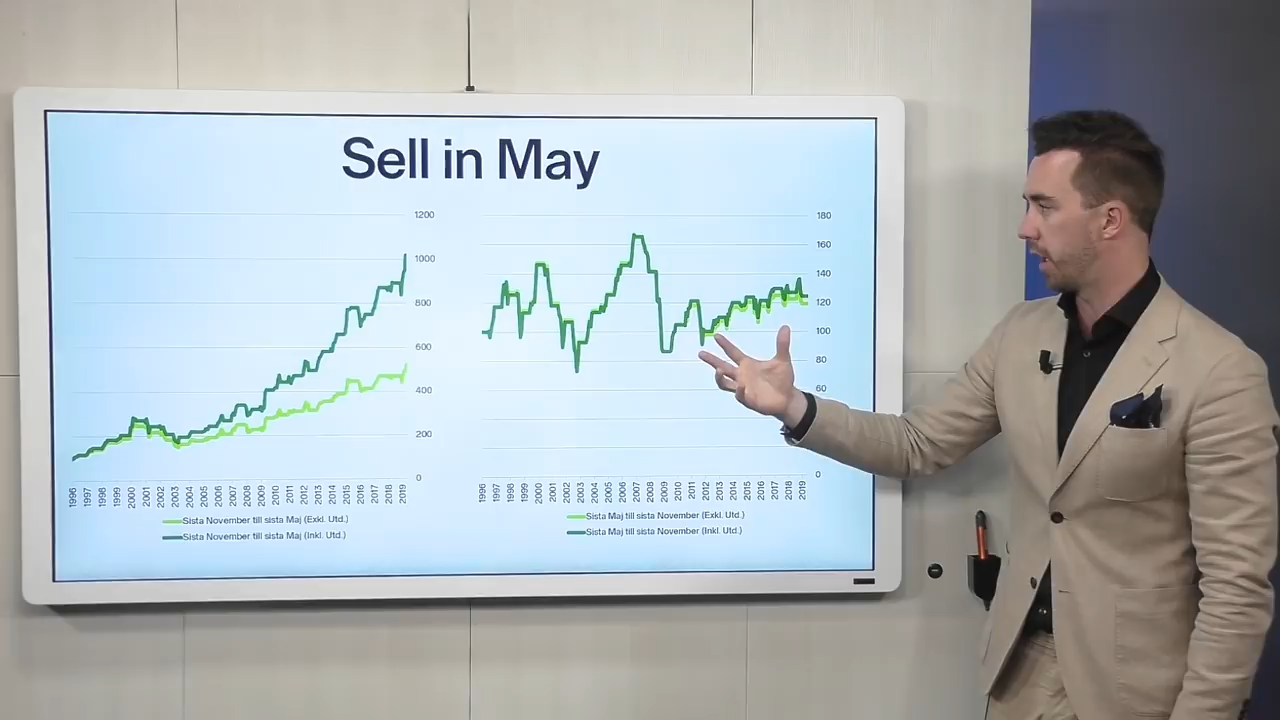 Sell in May
1200
1000
800
600
400
200
0
1996 1997 1998 1999 2000 2001 2002 2003 2004 2005 2006 2007 2008 2009 2010 2011 2012 2013 2014 2015 2016 2017 2018 2019
Sista November till sista Maj (Exkl. Utd.)
Sista November till sista Maj (Inkl. Utd.)
180
160
140
120
100
80
60
0
1996 1997 1998 1999 2000 2001 2002 2003 2004 2005 2006 2007 2008 2009 2010 2011 2012 2013 2014 2015 2016 2017 2018 2019
Sista Maj till sista November (Exkl. Utd.)
Sista Maj till sista November (Inkl. Utd.)